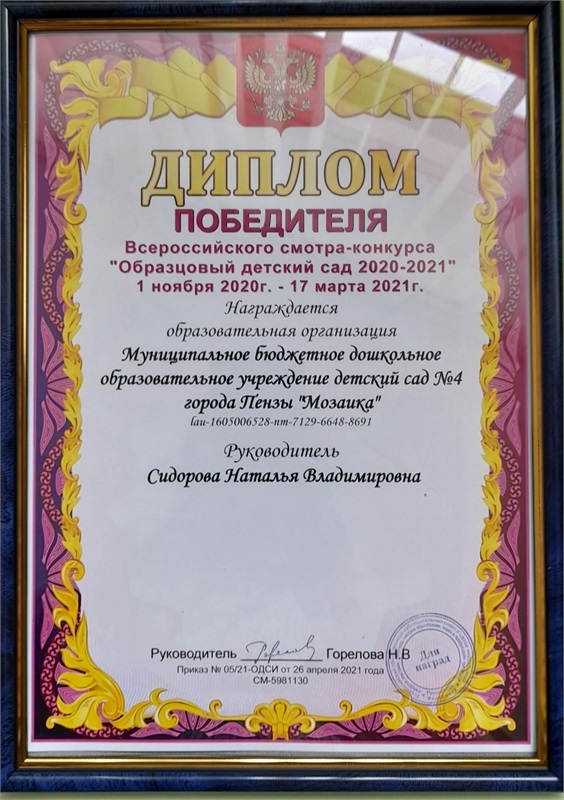 ДИПЛОМ
ПОБЕДИТЕЛЯ
Всероссийского смотра-конкурса
"Образцовый детский сад 2020-2021"
1 ноября 2020г. - 17 марта 2021г.
Награждается
образовательная организация
Муниципальное бюджетное дошкольное
образовательное учреждение детский сад №4
города Пензы "Мозаика"
lau-1605006528-nm-7129-6648-8691
Руководитель
Сидорова Наталья Владимировна
Руководитель Горелова Н.В
Приказ № 05/21-ОДСИ от 26 апреля 2021 года
СМ-5981130
Для
наград